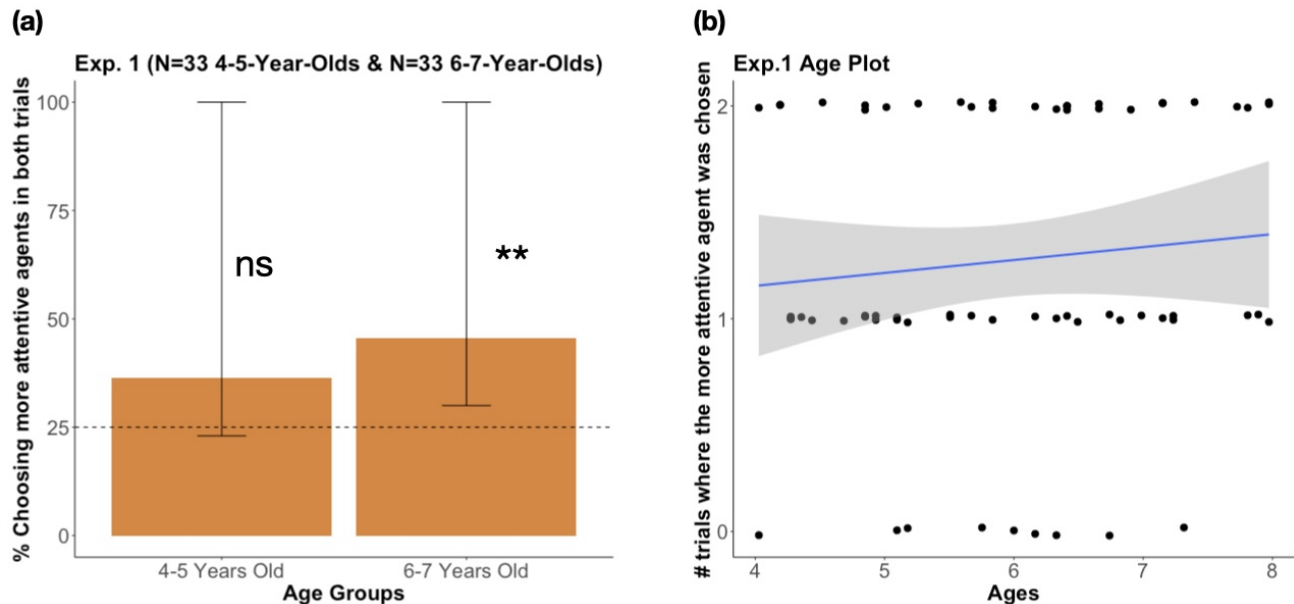 (a)
Exp. 1 (N=33 4-5-Year-Olds & N=33 6-7-Year-Olds)
% Choosing more attentive agents in both trials
100
75
50
25
0
ns
**
4-5 Years Old
6-7 Years Old
Age Groups
(b)
Exp.1 Age Plot
# trials where the more attentive agent was chosen
2
1
0
4
5
6
7
8
Ages